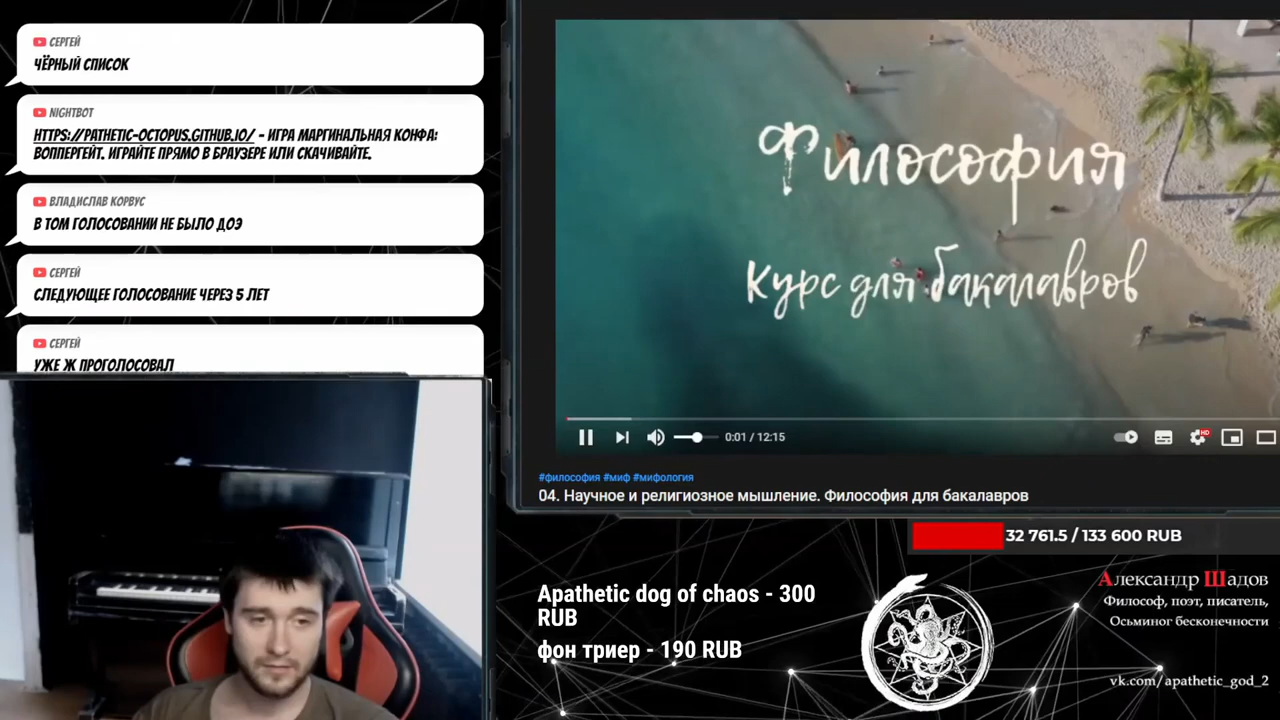 СЕРГЕЙ
ЧЁРНЫЙ СПИСОК
NIGHTBOT
HTTPS://PATHETIC-OCTOPUS.GITHUB.IO/ - ИГРА МАРГИНАЛЬНАЯ КОНФА:
ВОППЕРГЕЙТ. ИГРАЙТЕ ПРЯМО В БРАУЗЕРЕ ИЛИ СКАЧИВАЙТЕ.
ВЛАДИСЛАВ КОРВУС
В ТОМ ГОЛОСОВАНИИ НЕ БЫЛО ДОЭ
СЕРГЕЙ
СЛЕДУЮЩЕЕ ГОЛОСОВАНИЕ ЧЕРЕЗ 5 ЛЕТ
СЕРГЕЙ
УЖЕ Ж ПРОГОЛОСОВАЛ
Философия
Курс для бакалавров
0:01 / 12:15
HD
#философия #миф #мифология
04. Научное и религиозное мышление. Философия для бакалавров
32 761.5 / 133 600 RUB
Apathetic dog of chaos - 300
RUB
фон триер - 190 RUB
Александр Шадов
Философ, поэт, писатель,
Осьминог бесконечности
vk.com/apathetic_god_2